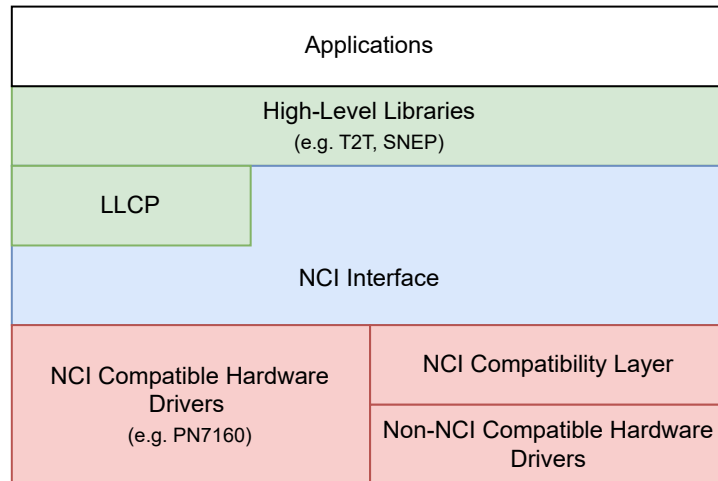 Applications
High-Level Libraries
(e.g. T2T, SNEP)
LLCP
NCI Interface
NCI Compatible Hardware
Drivers
(e.g. PN7160)
NCI Compatibility Layer
Non-NCI Compatible Hardware
Drivers